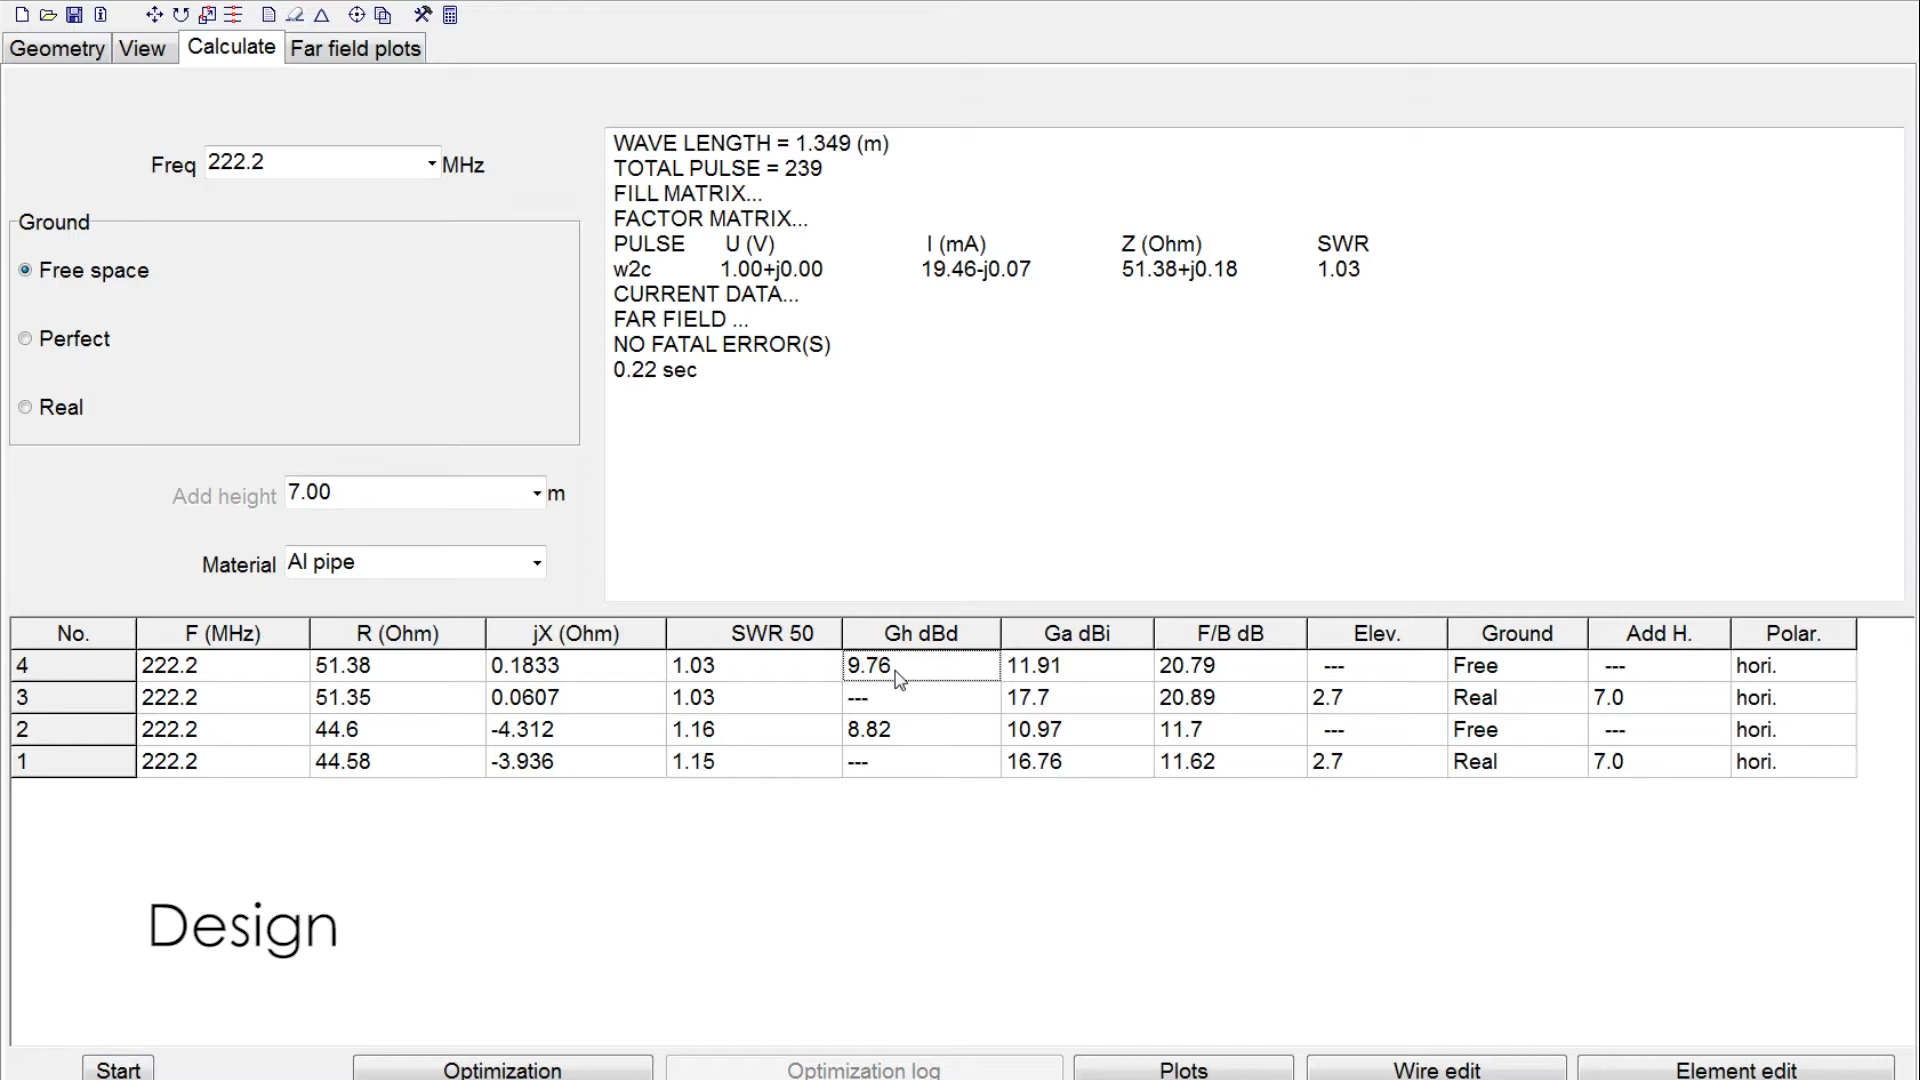 Geometry View Calculate Far field plots
Freq 222.2 MHz
Ground
Free space
Perfect
Real
Add height 7.00 m
Material Al pipe
WAVE LENGTH = 1.349 (m)
TOTAL PULSE = 239
FILL MATRIX...
FACTOR MATRIX...
PULSE U (V) I (mA) Z (Ohm) SWR
w2c 1.00+j0.00 19.46-j0.07 51.38+j0.18 1.03
CURRENT DATA...
FAR FIELD ...
NO FATAL ERROR(S)
0.22 sec
No. F (MHz) R (Ohm) jX (Ohm) SWR 50 Gh dBd Ga dBi F/B dB Elev. Ground Add H. Polar.
4 222.2 51.38 0.1833 1.03 9.76 11.91 20.79 --- Free --- hori.
3 222.2 51.35 0.0607 1.03 --- 17.7 20.89 2.7 Real 7.0 hori.
2 222.2 44.6 -4.312 1.16 8.82 10.97 11.7 --- Free --- hori.
1 222.2 44.58 -3.936 1.15 --- 16.76 11.62 2.7 Real 7.0 hori.
Design
Start Optimization Optimization log Plots Wire edit Element edit